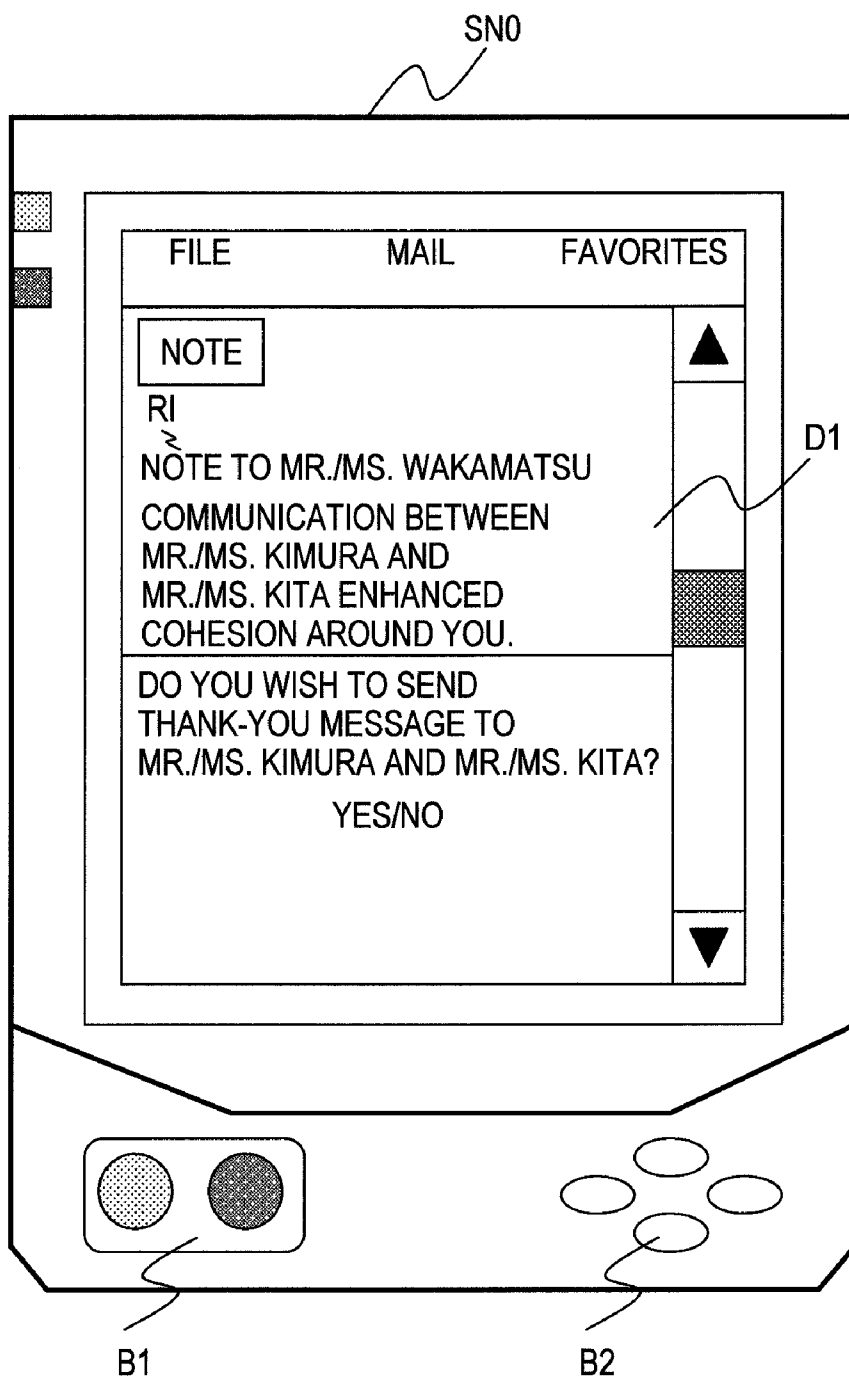 SN0
FILE MAIL FAVORITES
NOTE
RI
NOTE TO MR./MS. WAKAMATSU
COMMUNICATION BETWEEN
MR./MS. KIMURA AND
MR./MS. KITA ENHANCED
COHESION AROUND YOU.
D1
DO YOU WISH TO SEND
THANK-YOU MESSAGE TO
MR./MS. KIMURA AND MR./MS. KITA?
YES/NO
B1 B2